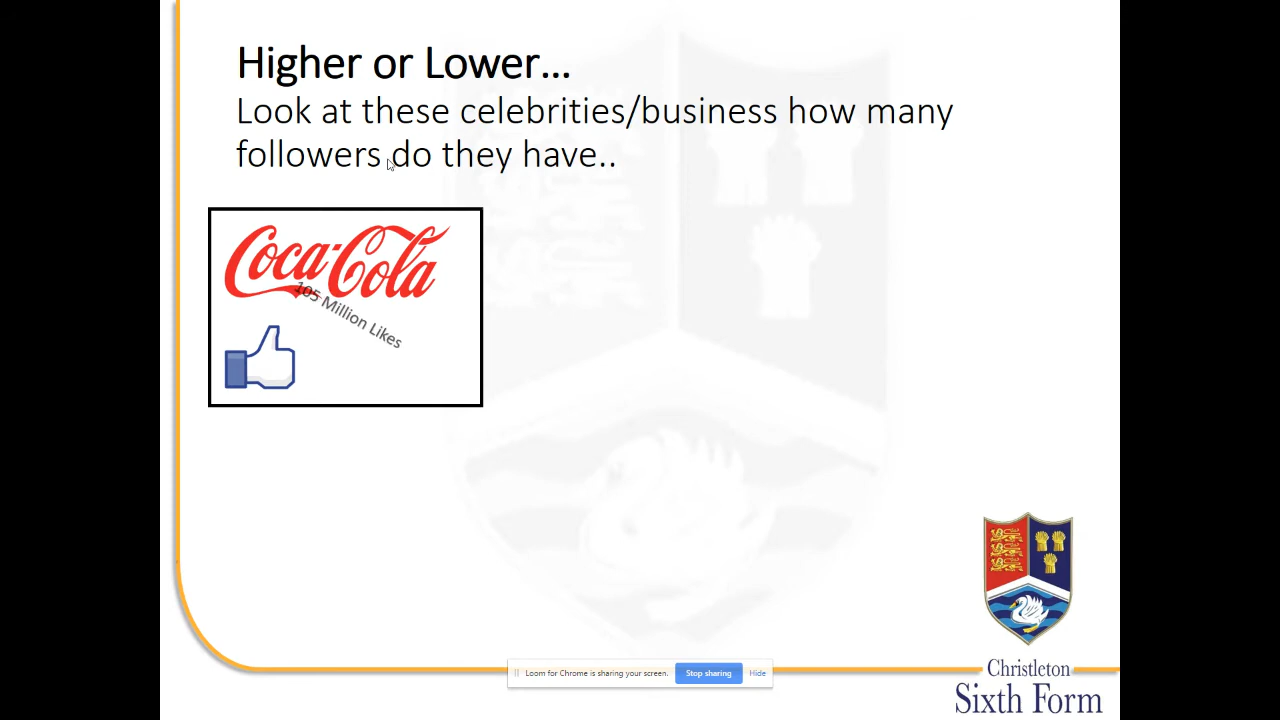 Higher or Lower...
Look at these celebrities/business how many
followers do they have..
Coca-Cola
105 Million Likes
Loom for Chrome is sharing your screen.
Stop sharing
Hide
Christleton
Sixth Form